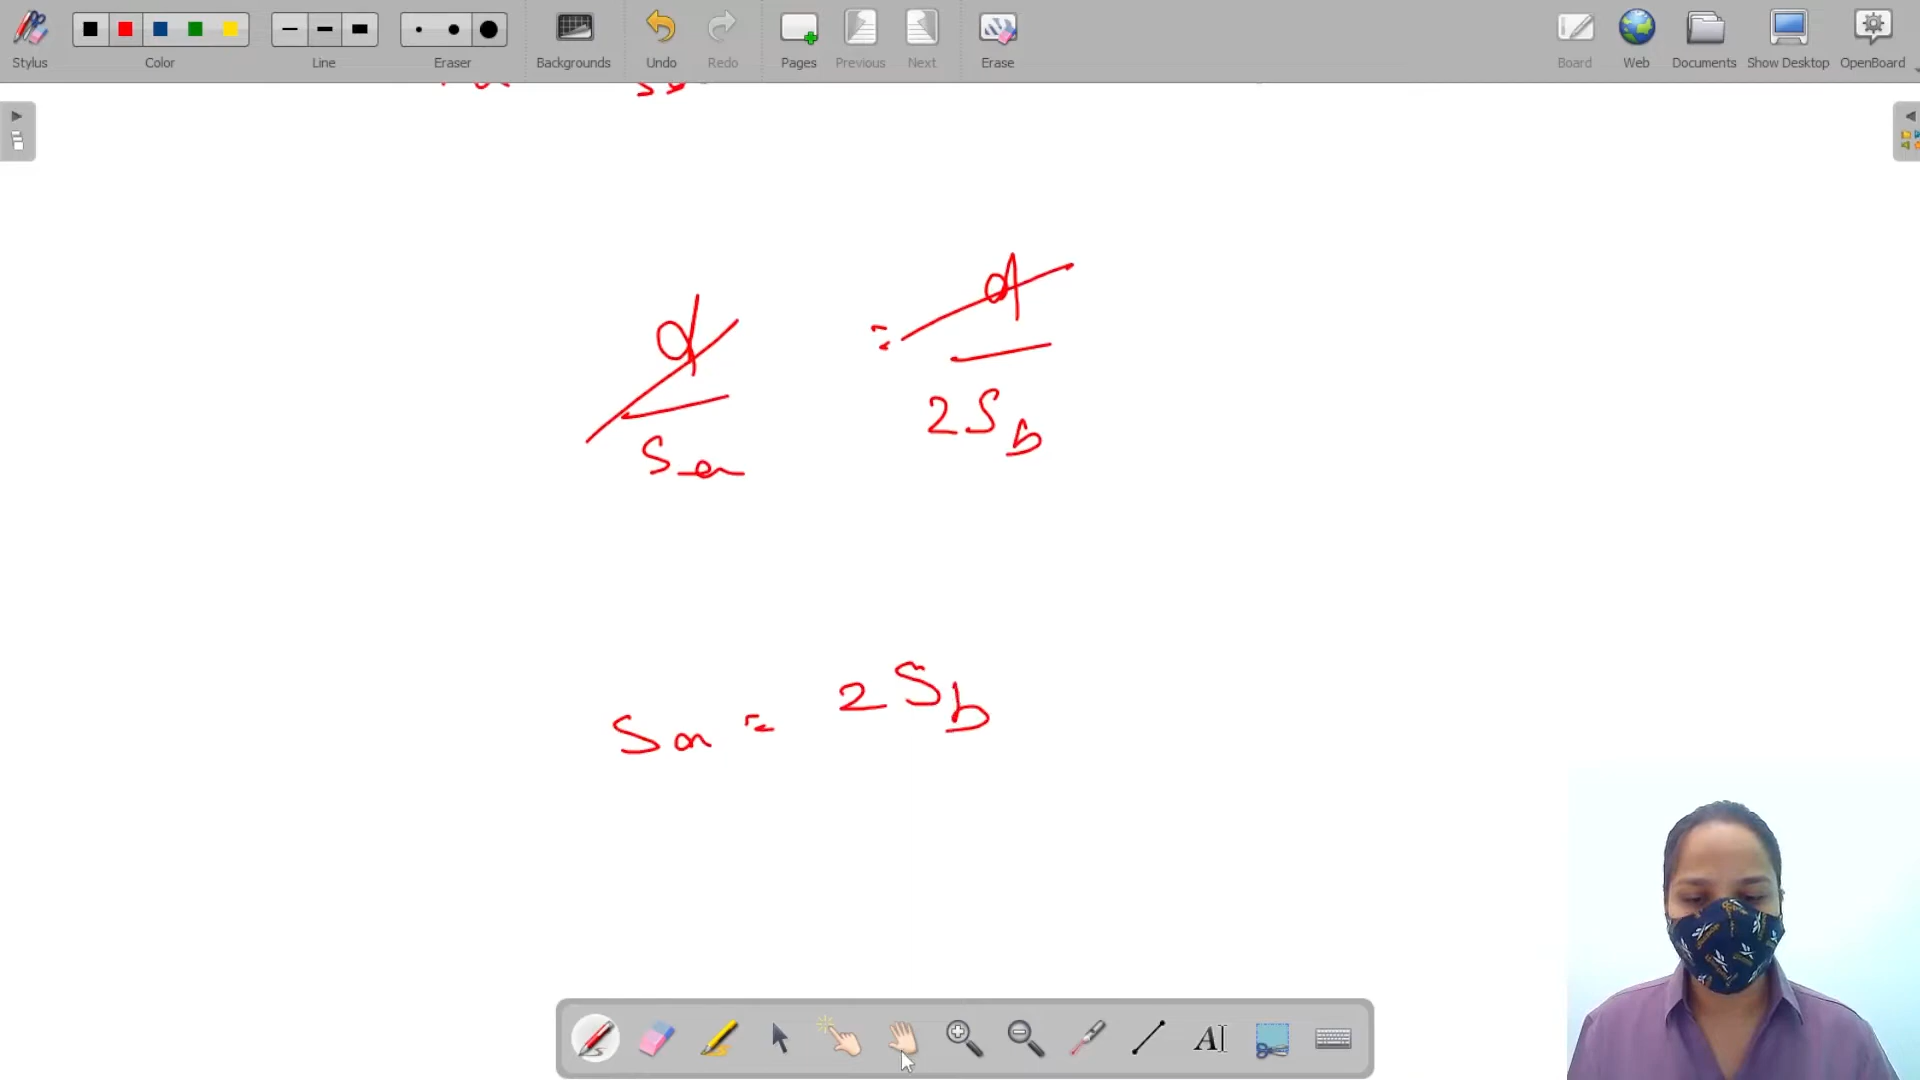 Stylus
Color
Line
Eraser
Backgrounds
Undo
Redo
Pages
Previous
Next
Erase
Board
Web
Documents
Show Desktop
OpenBoard
d = d
Sa 2Sb
Sa = 2Sb
A